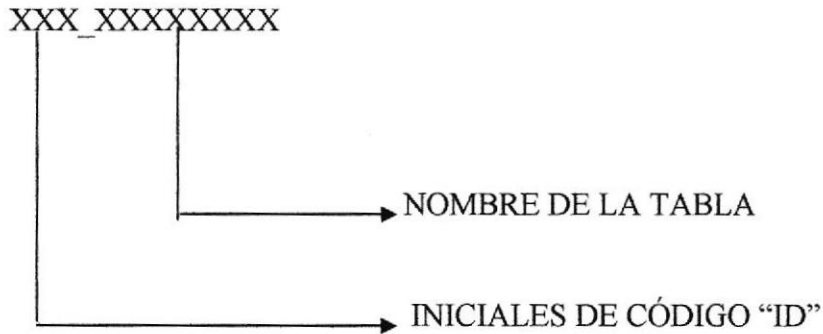 XXX_XXXXXXXX
NOMBRE DE LA TABLA
INICIALES DE CÓDIGO “ID”